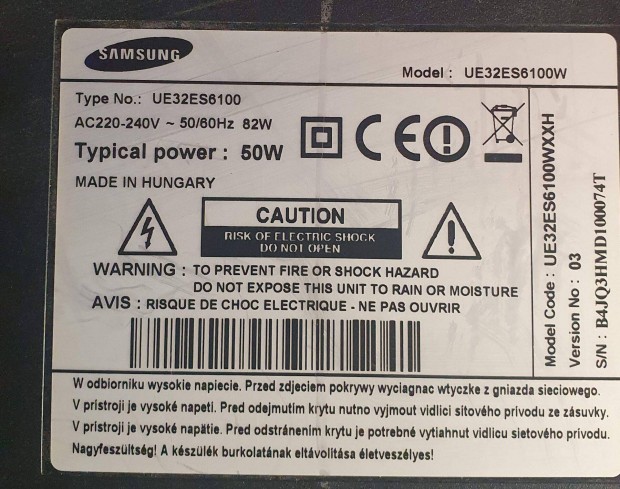 SAMSUNG
Model : UE32ES6100W
Type No.: UE32ES6100
AC220-240V ~ 50/60Hz 82W
Typical power : 50W
MADE IN HUNGARY
CAUTION
RISK OF ELECTRIC SHOCK
DO NOT OPEN
WARNING : TO PREVENT FIRE OR SHOCK HAZARD
DO NOT EXPOSE THIS UNIT TO RAIN OR MOISTURE
AVIS : RISQUE DE CHOC ELECTRIQUE - NE PAS OUVRIR
Model Code : UE32ES6100WXXH
Version No : 03
S/N : B4JQ3HMD100074T
W odbiorniku wysokie napiecie. Przed zdjeciem pokrywy wyciagnac wtyczke z gniazda sieciowego.
V prístroji je vysoké napetí. Pred odejmutím krytu nutno vyjmout vidlici sítového privodu ze zásuvky.
V prístroji je vysoké napätie. Pred odstránením krytu je potrebné vytiahnut vidlicu sietového privodu.
Nagyfeszültség! A készülék burkolatának eltávolítása életveszélyes!